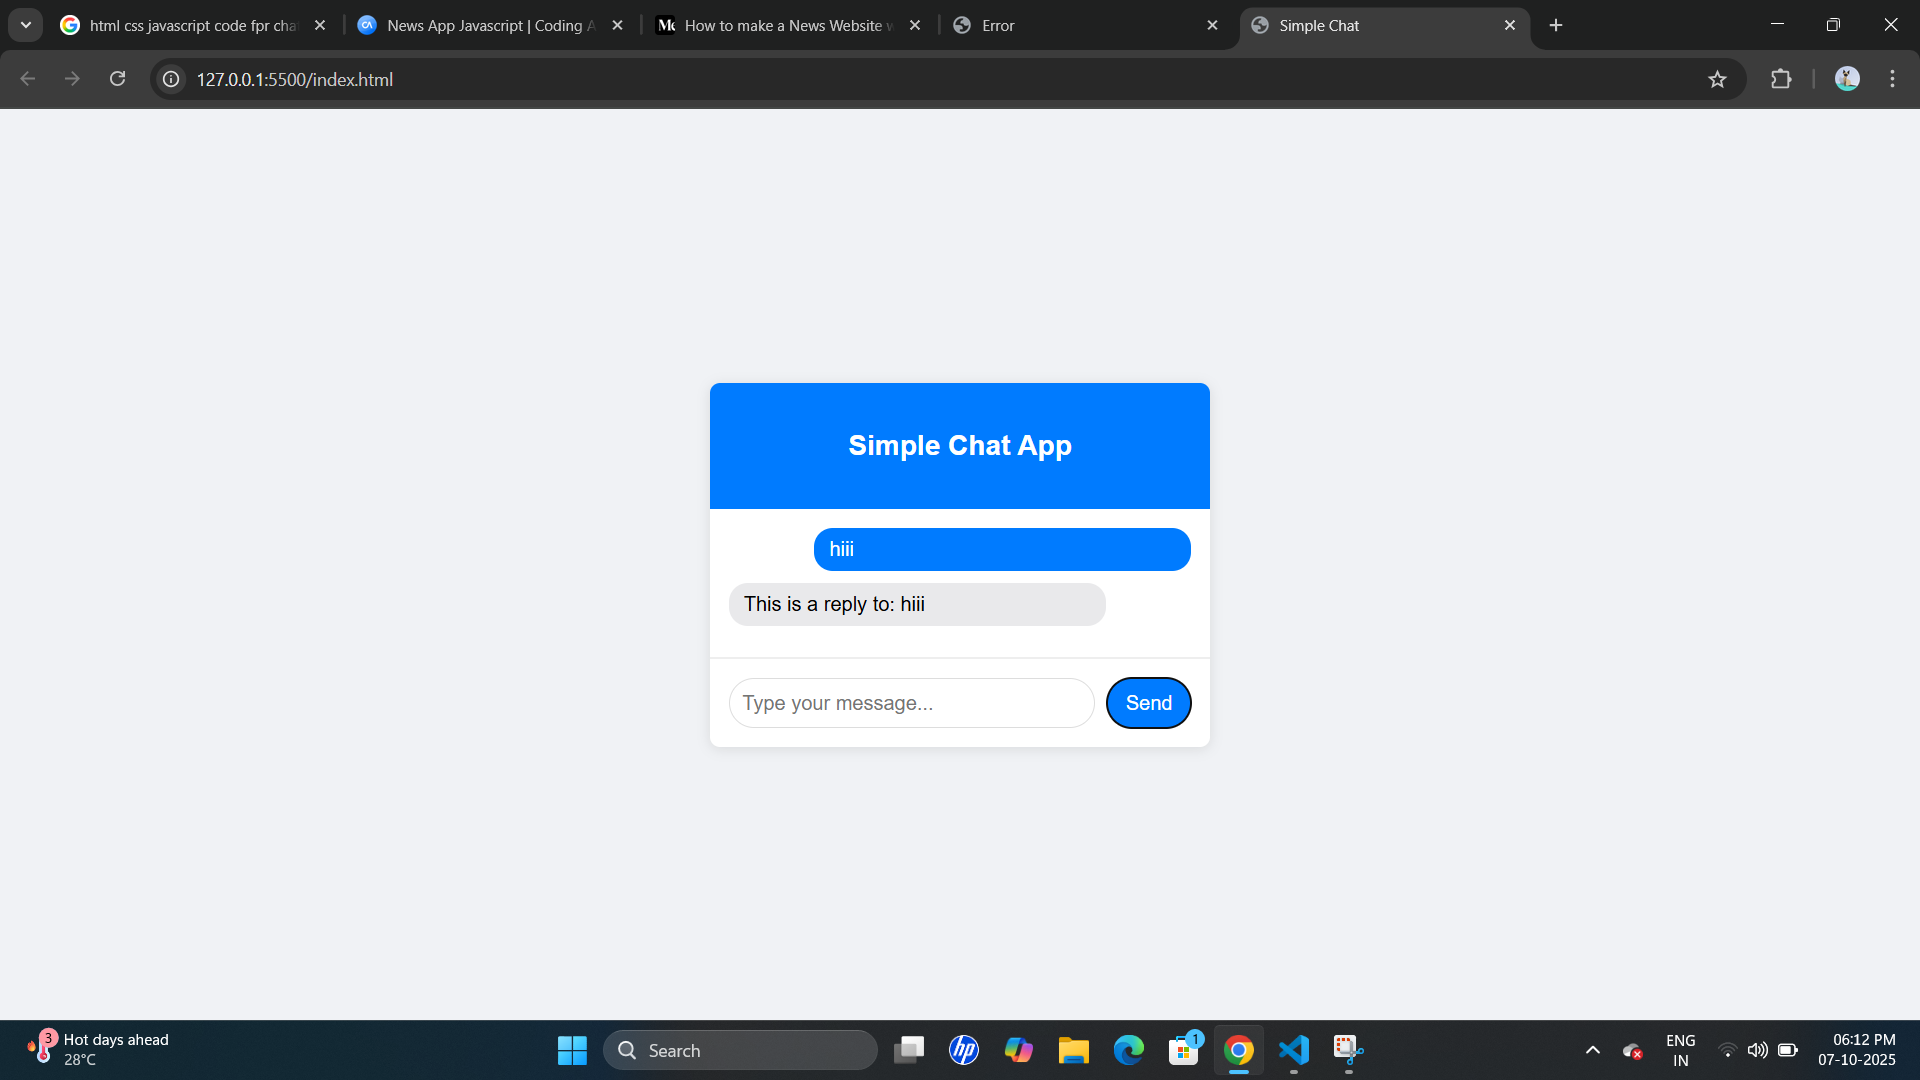 html css javascript code fpr cha
News App Javascript | Coding A
How to make a News Website w
Error
Simple Chat
127.0.0.1:5500/index.html
Simple Chat App
hiii
This is a reply to: hiii
Type your message...
Send
3
Hot days ahead
28°C
Search
hp
1
ENG
IN
06:12 PM
07-10-2025